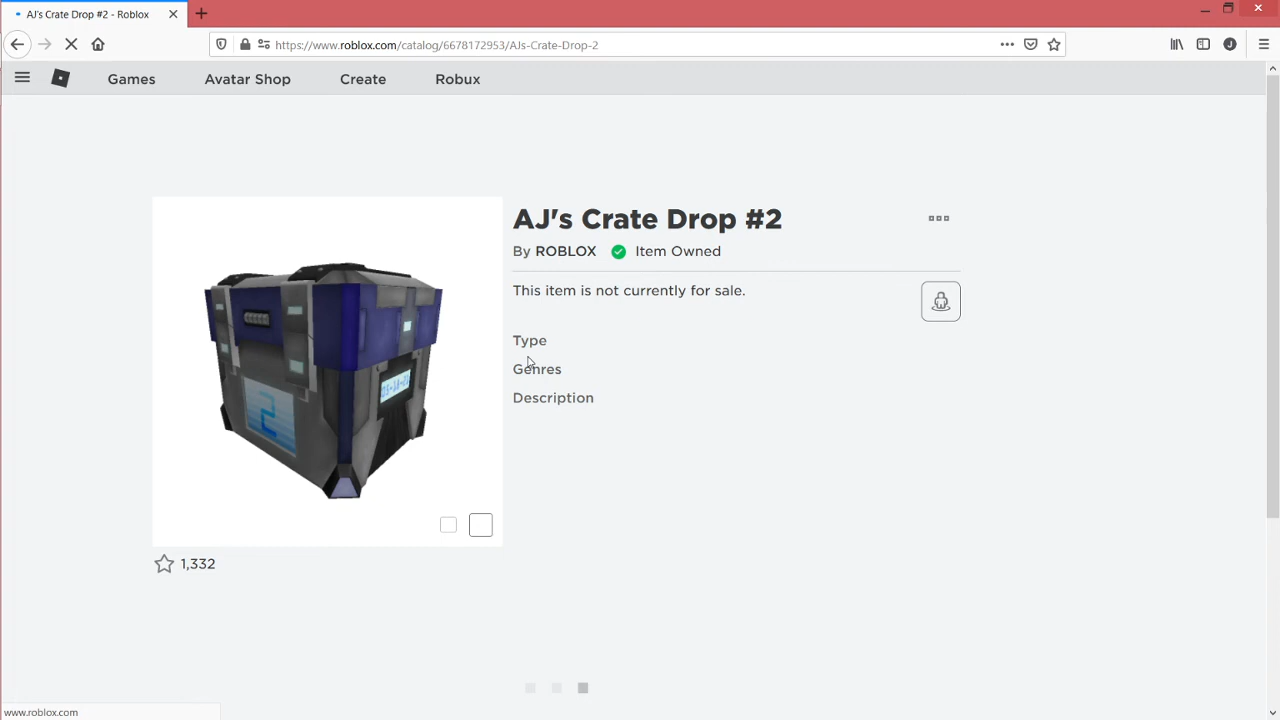 AJ's Crate Drop #2 - Roblox
https://www.roblox.com/catalog/6678172953/AJs-Crate-Drop-2
J
Games Avatar Shop Create Robux
AJ's Crate Drop #2
By ROBLOX Item Owned
This item is not currently for sale.
Type
Genres
Description
2
1,332
www.roblox.com